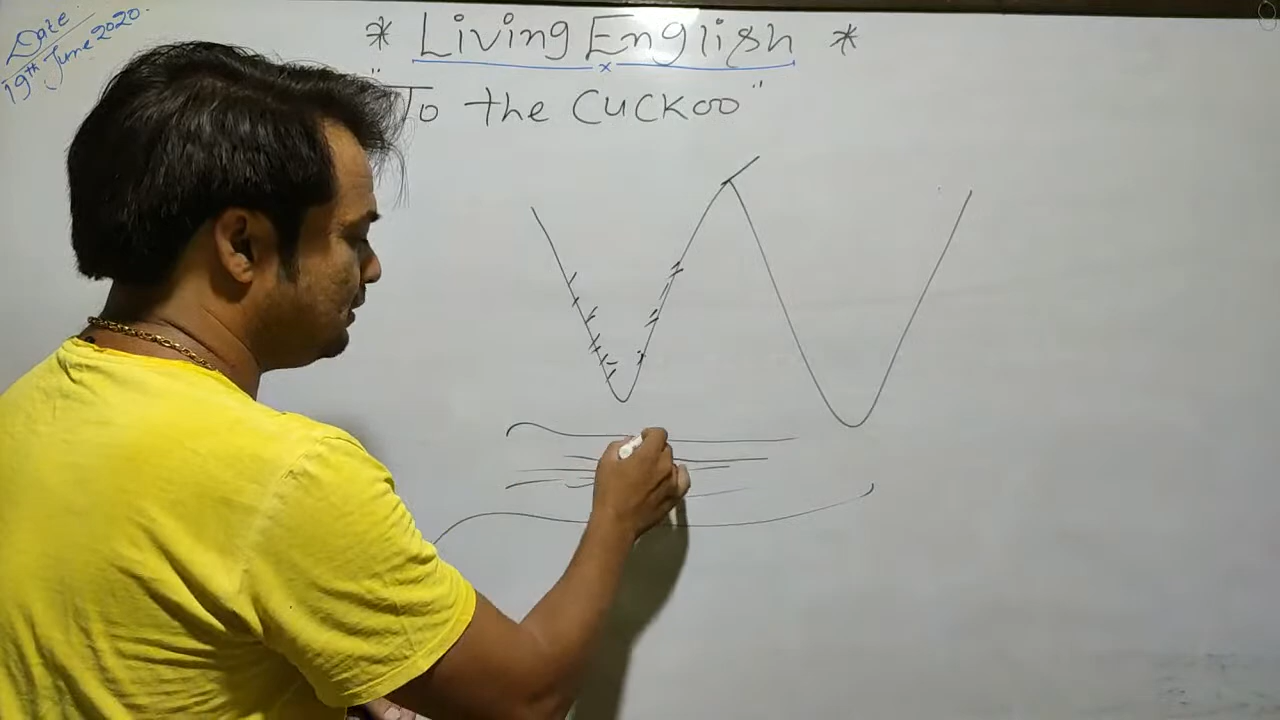 Date:
19th June 2020.
* Living English *
x
"To the Cuckoo"